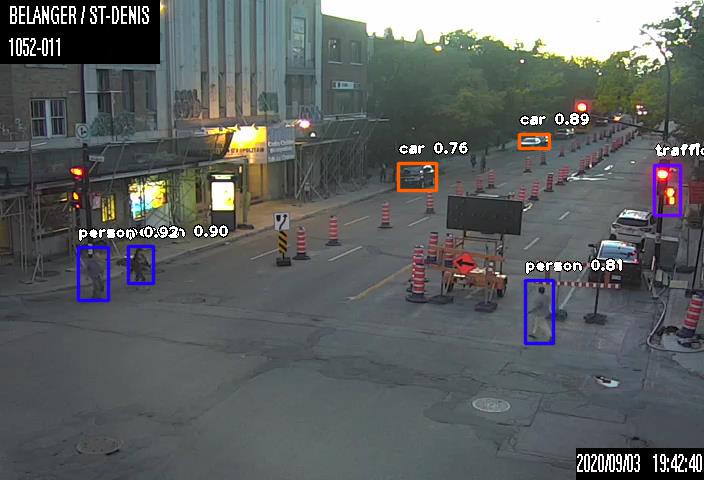 BELANGER / ST-DENIS
1052-011
car 0.89
car 0.76
traffi
person 0.92
0.90
person 0.81
2020/09/03 19:42:40